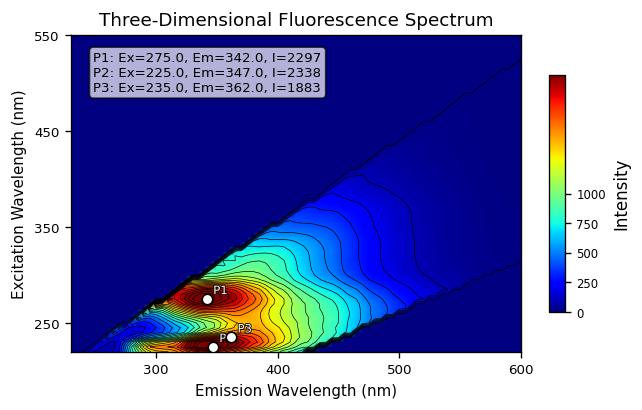 Three-Dimensional Fluorescence Spectrum
P1: Ex=275.0, Em=342.0, I=2297
P2: Ex=225.0, Em=347.0, I=2338
P3: Ex=235.0, Em=362.0, I=1883
550
450
350
250
Excitation Wavelength (nm)
P1
P3
300
400
500
600
Emission Wavelength (nm)
1000
750
500
250
0
Intensity